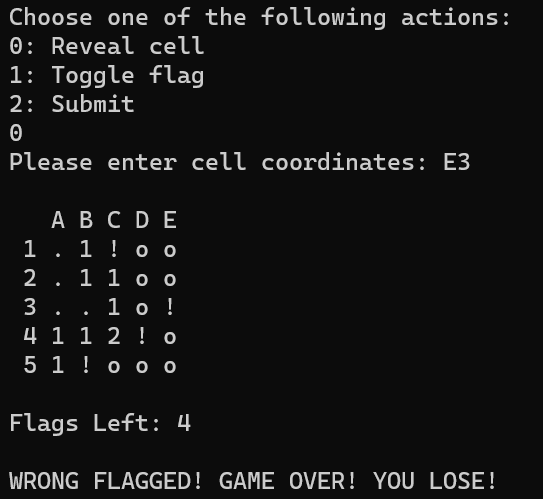 Choose one of the following actions:
0: Reveal cell
1: Toggle flag
2: Submit
0
Please enter cell coordinates: E3
A B C D E
1 . 1 ! o o
2 . 1 1 o o
3 . . 1 o !
4 1 1 2 ! o
5 1 ! o o o
Flags Left: 4
WRONG FLAGGED! GAME OVER! YOU LOSE!